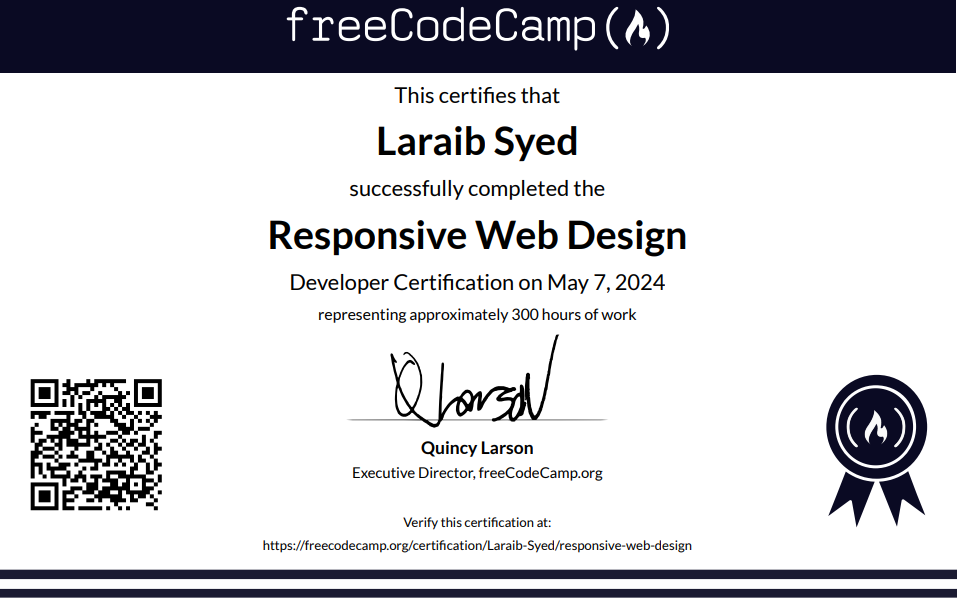 freeCodeCamp
This certifies that
Laraib Syed
successfully completed the
Responsive Web Design
Developer Certification on May 7, 2024
representing approximately 300 hours of work
Quincy Larson
Executive Director, freeCodeCamp.org
Verify this certification at:
https://freecodecamp.org/certification/Laraib-Syed/responsive-web-design